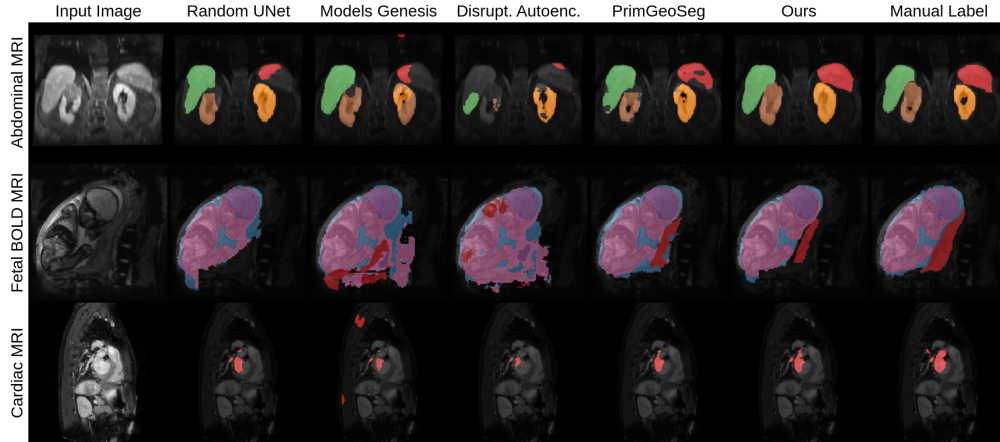 Input Image Random UNet Models Genesis Disrupt. Autoenc. PrimGeoSeg Ours Manual Label
Abdominal MRI
Fetal BOLD MRI
Cardiac MRI